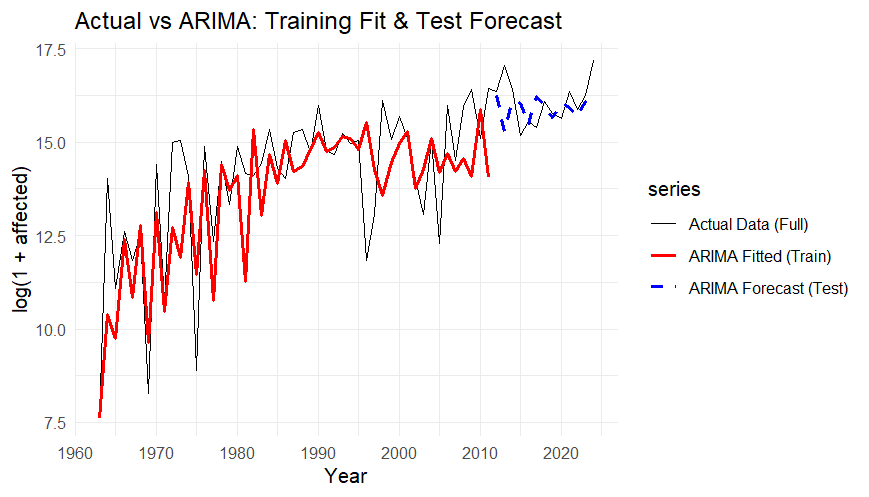 Actual vs ARIMA: Training Fit & Test Forecast
17.5
15.0
12.5
10.0
7.5
log(1 + affected)
1960 1970 1980 1990 2000 2010 2020
Year
series
Actual Data (Full)
ARIMA Fitted (Train)
ARIMA Forecast (Test)